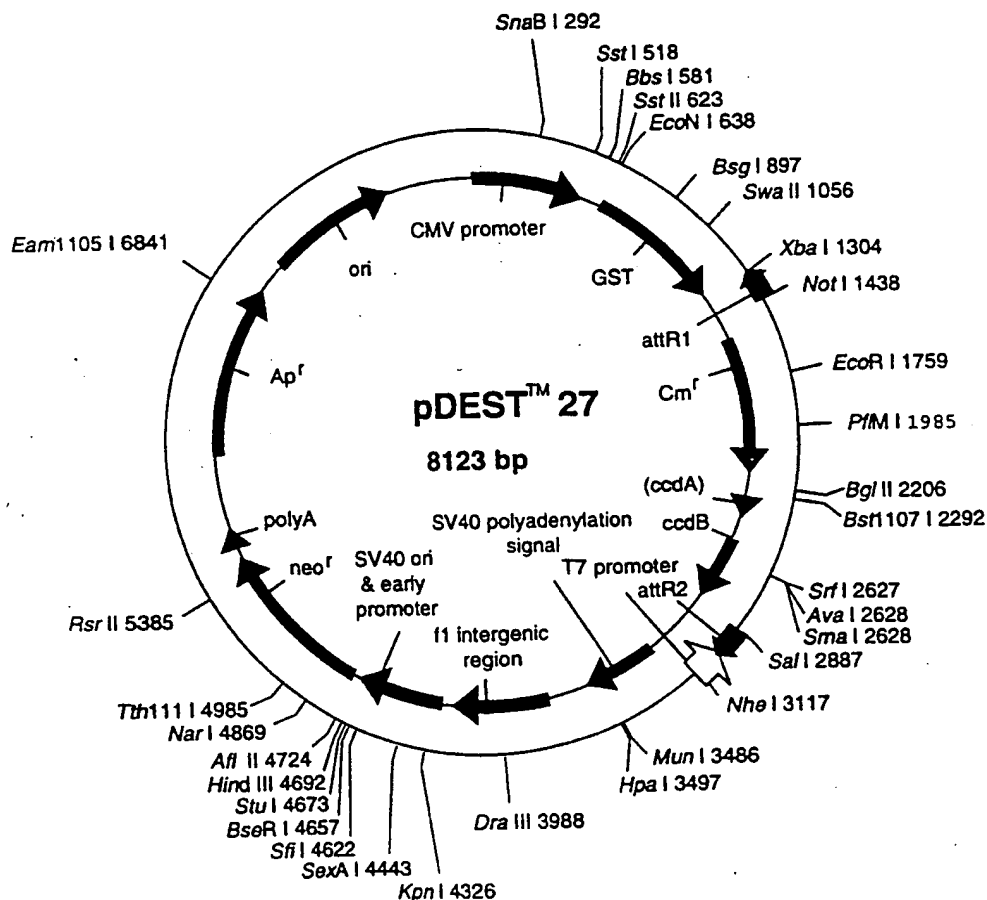 SnaB I 292
Sst I 518
Bbs I 581
Sst II 623
EcoN I 638
Bsg I 897
Swa II 1056
Xba I 1304
Not I 1438
EcoR I 1759
PflM I 1985
Bgl II 2206
Bst1107 I 2292
Srf I 2627
Ava I 2628
Sma I 2628
Sal I 2887
Nhe I 3117
Mun I 3486
Hpa I 3497
Dra III 3988
Kpn I 4326
SexA I 4443
Sfi I 4622
BseR I 4657
Stu I 4673
Hind III 4692
Afl II 4724
Nar I 4869
Tth111 I 4985
Rsr II 5385
Eam1105 I 6841
CMV promoter
GST
attR1
Cmr
(ccdA)
ccdB
attR2
T7 promoter
SV40 polyadenylation
signal
f1 intergenic
region
SV40 ori
& early
promoter
neor
polyA
Apr
ori
pDEST™ 27
8123 bp